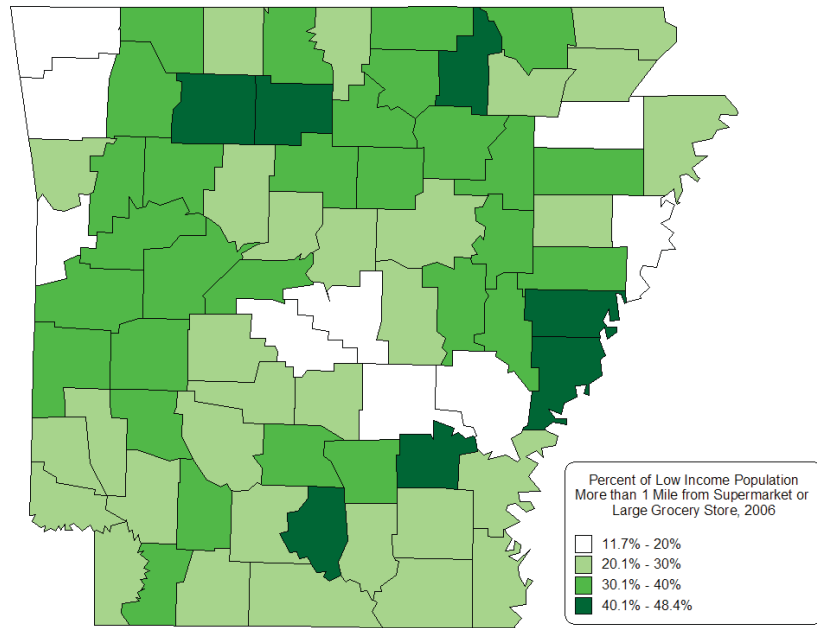 Percent of Low Income Population
More than 1 Mile from Supermarket or
Large Grocery Store, 2006
11.7% - 20%
20.1% - 30%
30.1% - 40%
40.1% - 48.4%